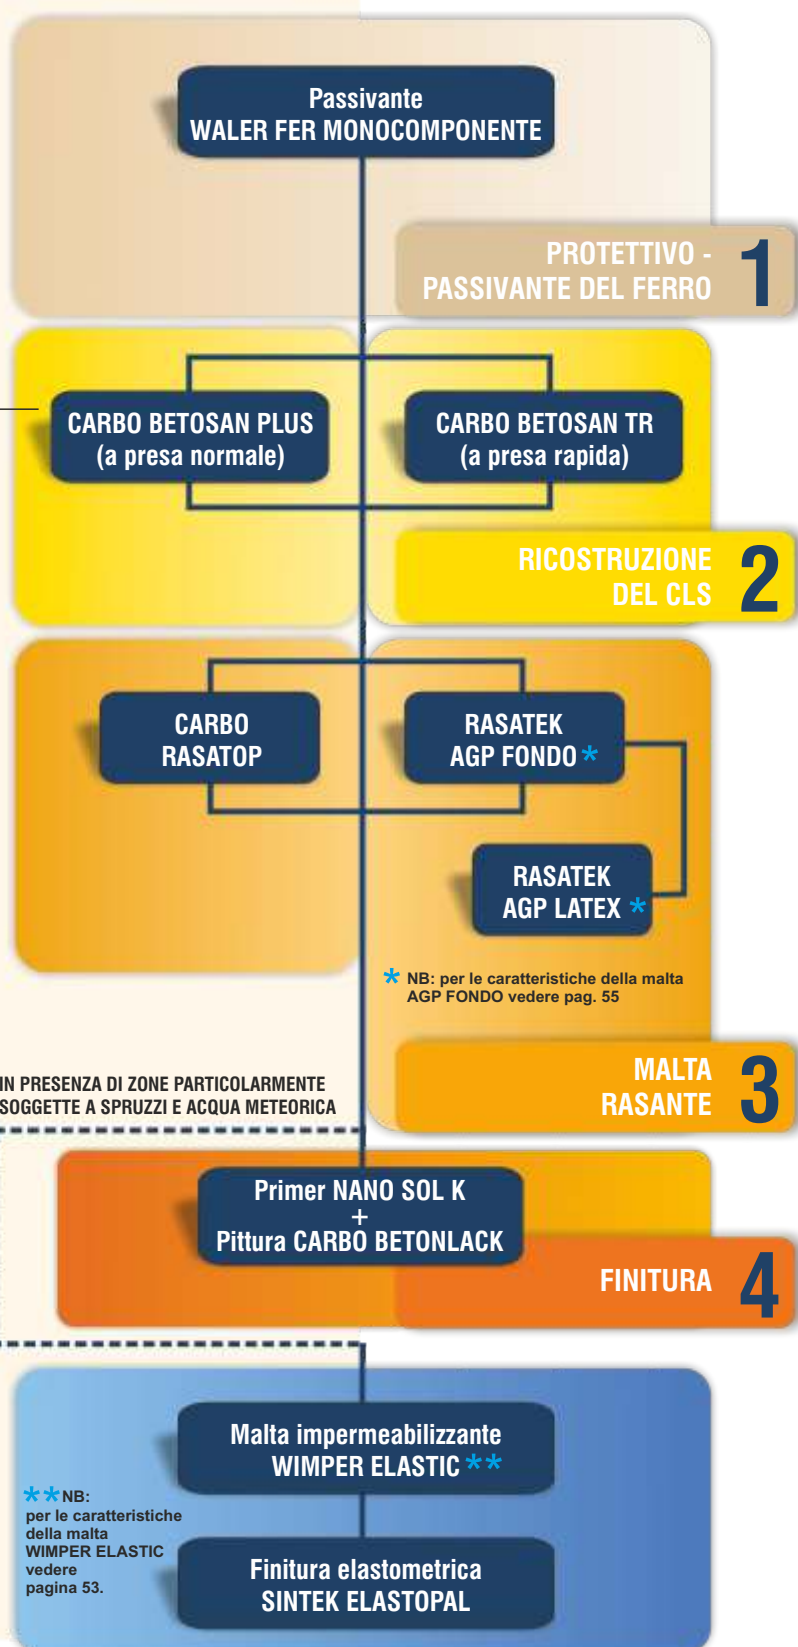 Passivante
WALER FER MONOCOMPONENTE
PROTETTIVO -
PASSIVANTE DEL FERRO
1
CARBO BETOSAN PLUS
(a presa normale)
CARBO BETOSAN TR
(a presa rapida)
RICOSTRUZIONE
DEL CLS
2
CARBO
RASATOP
RASATEK
AGP FONDO *
RASATEK
AGP LATEX *
* NB: per le caratteristiche della malta
AGP FONDO vedere pag. 55
MALTA
RASANTE
3
IN PRESENZA DI ZONE PARTICOLARMENTE
SOGGETTE A SPRUZZI E ACQUA METEORICA
Primer NANO SOL K
+
Pittura CARBO BETONLACK
FINITURA
4
Malta impermeabilizzante
WIMPER ELASTIC **
** NB:
per le caratteristiche
della malta
WIMPER ELASTIC
vedere
pagina 53.
Finitura elastometrica
SINTEK ELASTOPAL